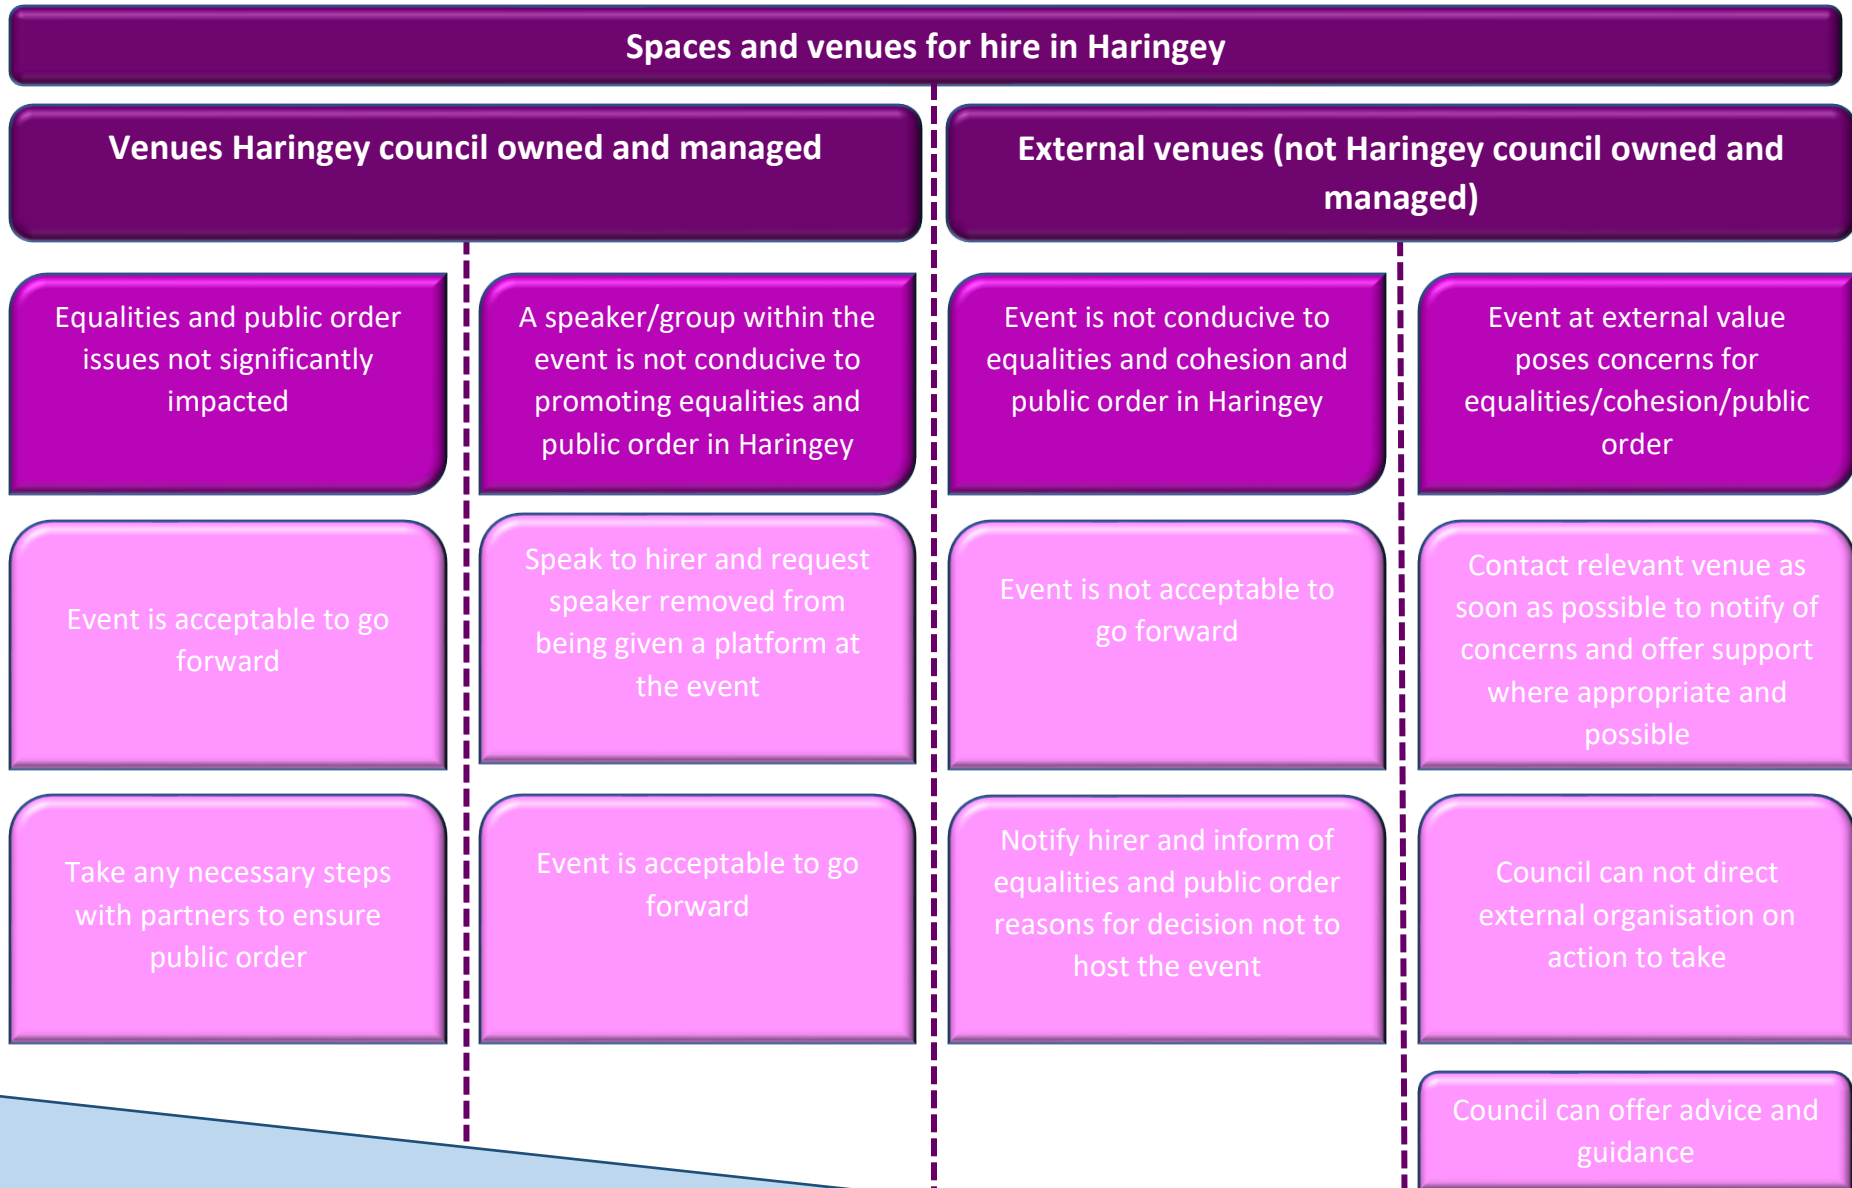 Spaces and venues for hire in Haringey
Venues Haringey council owned and managed
External venues (not Haringey council owned and
managed)
Equalities and public order
issues not significantly
impacted
A speaker/group within the
event is not conducive to
promoting equalities and
public order in Haringey
Event is not conducive to
equalities and cohesion and
public order in Haringey
Event at external value
poses concerns for
equalities/cohesion/public
order
Event is acceptable to go
forward
Speak to hirer and request
speaker removed from
being given a platform at
the event
Event is not acceptable to
go forward
Contact relevant venue as
soon as possible to notify of
concerns and offer support
where appropriate and
possible
Take any necessary steps
with partners to ensure
public order
Event is acceptable to go
forward
Notify hirer and inform of
equalities and public order
reasons for decision not to
host the event
Council can not direct
external organisation on
action to take
Council can offer advice and
guidance